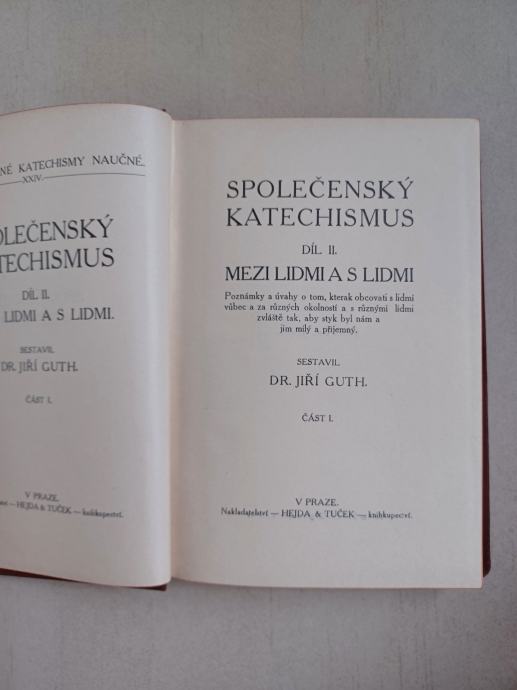 NÉ KATECHISMY NAUČNÉ.
XXIV.
OLEČENSKÝ
TECHISMUS
DÍL II.
LIDMI A S LIDMI.
SESTAVIL
DR. JIŘÍ GUTH.
ČÁST I.
V PRAZE.
— HEJDA & TUČEK — knihkupectví.
SPOLEČENSKÝ
KATECHISMUS
DÍL II.
MEZI LIDMI A S LIDMI
Poznámky a úvahy o tom, kterak obcovati s lidmi
vůbec a za různých okolností a s různými lidmi
zvláště tak, aby styk byl nám a
jim milý a příjemný.
SESTAVIL
DR. JIŘÍ GUTH.
ČÁST I.
V PRAZE.
Nakladatelství — HEJDA & TUČEK — knihkupectví.